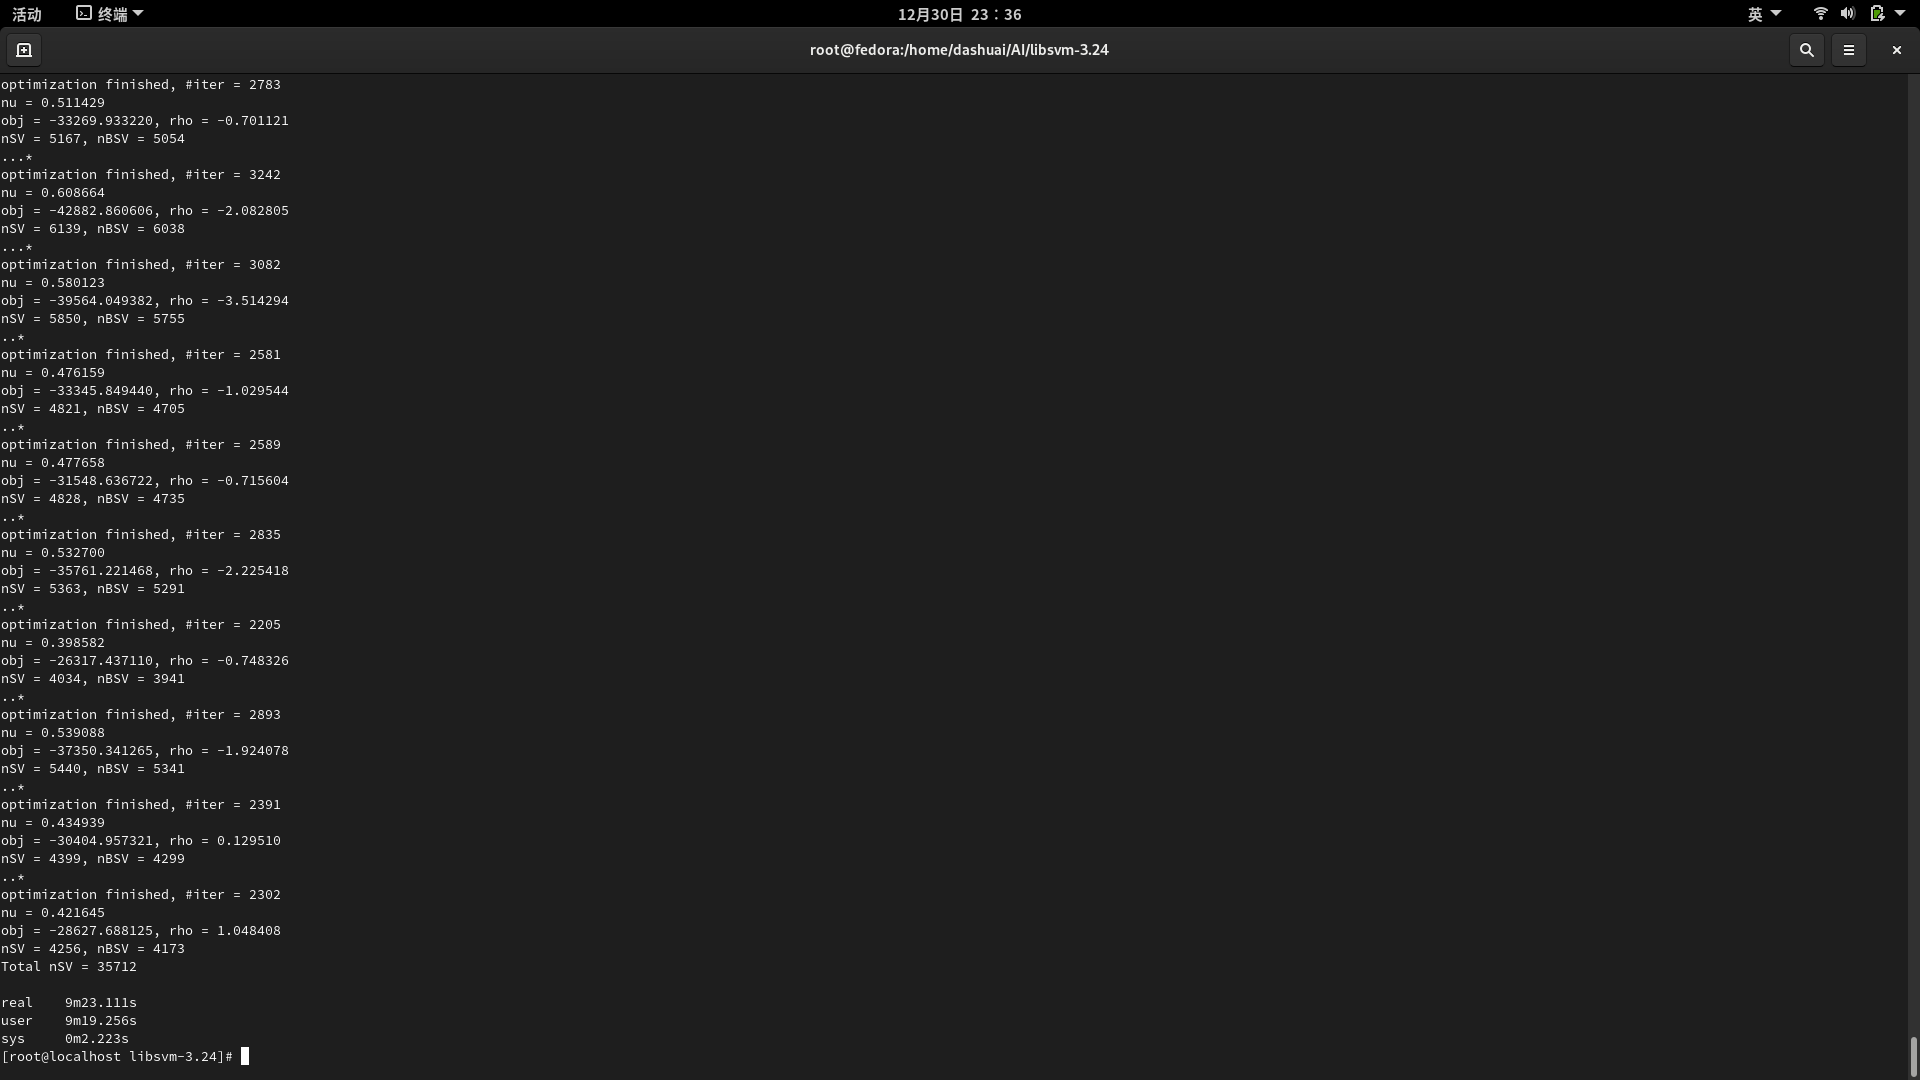 活动
终端
12月30日 23：36
英
root@fedora:/home/dashuai/AI/libsvm-3.24
optimization finished, #iter = 2783
nu = 0.511429
obj = -33269.933220, rho = -0.701121
nSV = 5167, nBSV = 5054
...*
optimization finished, #iter = 3242
nu = 0.608664
obj = -42882.860606, rho = -2.082805
nSV = 6139, nBSV = 6038
...*
optimization finished, #iter = 3082
nu = 0.580123
obj = -39564.049382, rho = -3.514294
nSV = 5850, nBSV = 5755
..*
optimization finished, #iter = 2581
nu = 0.476159
obj = -33345.849440, rho = -1.029544
nSV = 4821, nBSV = 4705
..*
optimization finished, #iter = 2589
nu = 0.477658
obj = -31548.636722, rho = -0.715604
nSV = 4828, nBSV = 4735
..*
optimization finished, #iter = 2835
nu = 0.532700
obj = -35761.221468, rho = -2.225418
nSV = 5363, nBSV = 5291
..*
optimization finished, #iter = 2205
nu = 0.398582
obj = -26317.437110, rho = -0.748326
nSV = 4034, nBSV = 3941
..*
optimization finished, #iter = 2893
nu = 0.539088
obj = -37350.341265, rho = -1.924078
nSV = 5440, nBSV = 5341
..*
optimization finished, #iter = 2391
nu = 0.434939
obj = -30404.957321, rho = 0.129510
nSV = 4399, nBSV = 4299
..*
optimization finished, #iter = 2302
nu = 0.421645
obj = -28627.688125, rho = 1.048408
nSV = 4256, nBSV = 4173
Total nSV = 35712
real 9m23.111s
user 9m19.256s
sys 0m2.223s
[root@localhost libsvm-3.24]#